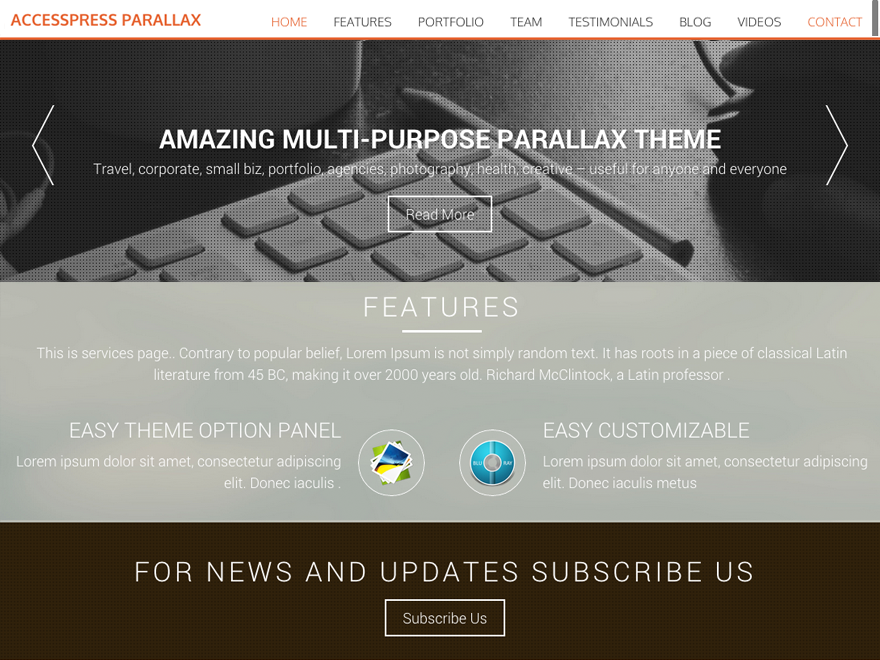 ACCESSPRESS PARALLAX
HOME FEATURES PORTFOLIO TEAM TESTIMONIALS BLOG VIDEOS CONTACT
AMAZING MULTI-PURPOSE PARALLAX THEME
Travel, corporate, small biz, portfolio, agencies, photography, health, creative – useful for anyone and everyone
Read More
FEATURES
This is services page.. Contrary to popular belief, Lorem Ipsum is not simply random text. It has roots in a piece of classical Latin
literature from 45 BC, making it over 2000 years old. Richard McClintock, a Latin professor .
EASY THEME OPTION PANEL
Lorem ipsum dolor sit amet, consectetur adipiscing
elit. Donec iaculis .
BLU RAY
EASY CUSTOMIZABLE
Lorem ipsum dolor sit amet, consectetur adipiscing
elit. Donec iaculis metus
FOR NEWS AND UPDATES SUBSCRIBE US
Subscribe Us